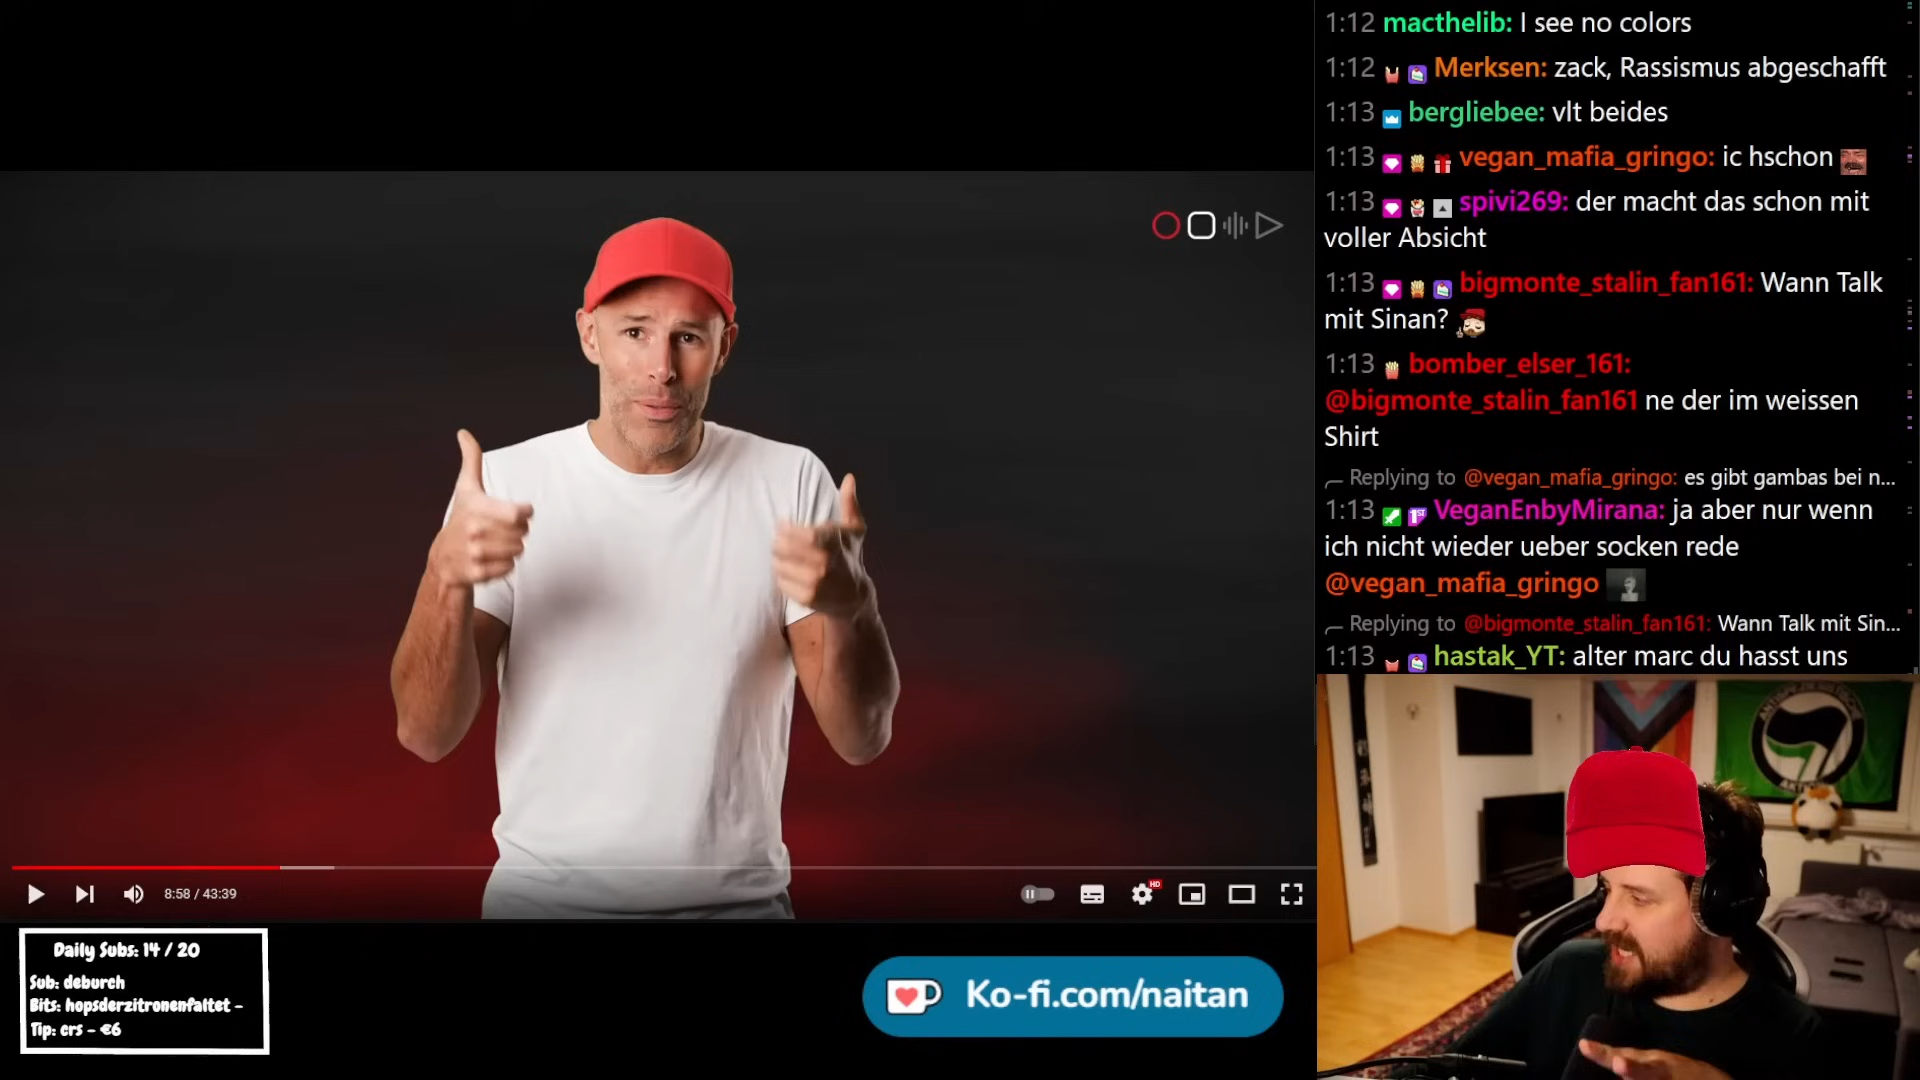 1:12 macthelib: I see no colors
1:12 Merksen: zack, Rassismus abgeschafft
1:13 bergliebee: vlt beides
1:13 vegan_mafia_gringo: ic hschon
1:13 spivi269: der macht das schon mit
voller Absicht
1:13 bigmonte_stalin_fan161: Wann Talk
mit Sinan?
1:13 bomber_elser_161:
@bigmonte_stalin_fan161 ne der im weissen
Shirt
Replying to @vegan_mafia_gringo: es gibt gambas bei n...
1:13 VeganEnbyMirana: ja aber nur wenn
ich nicht wieder ueber socken rede
@vegan_mafia_gringo
Replying to @bigmonte_stalin_fan161: Wann Talk mit Sin...
1:13 hastak_YT: alter marc du hasst uns
8:58 / 43:39
HD
Daily Subs: 14 / 20
Sub: deburch
Bits: hopsderzitronenfaltet -
Tip: crs - €6
Ko-fi.com/naitan